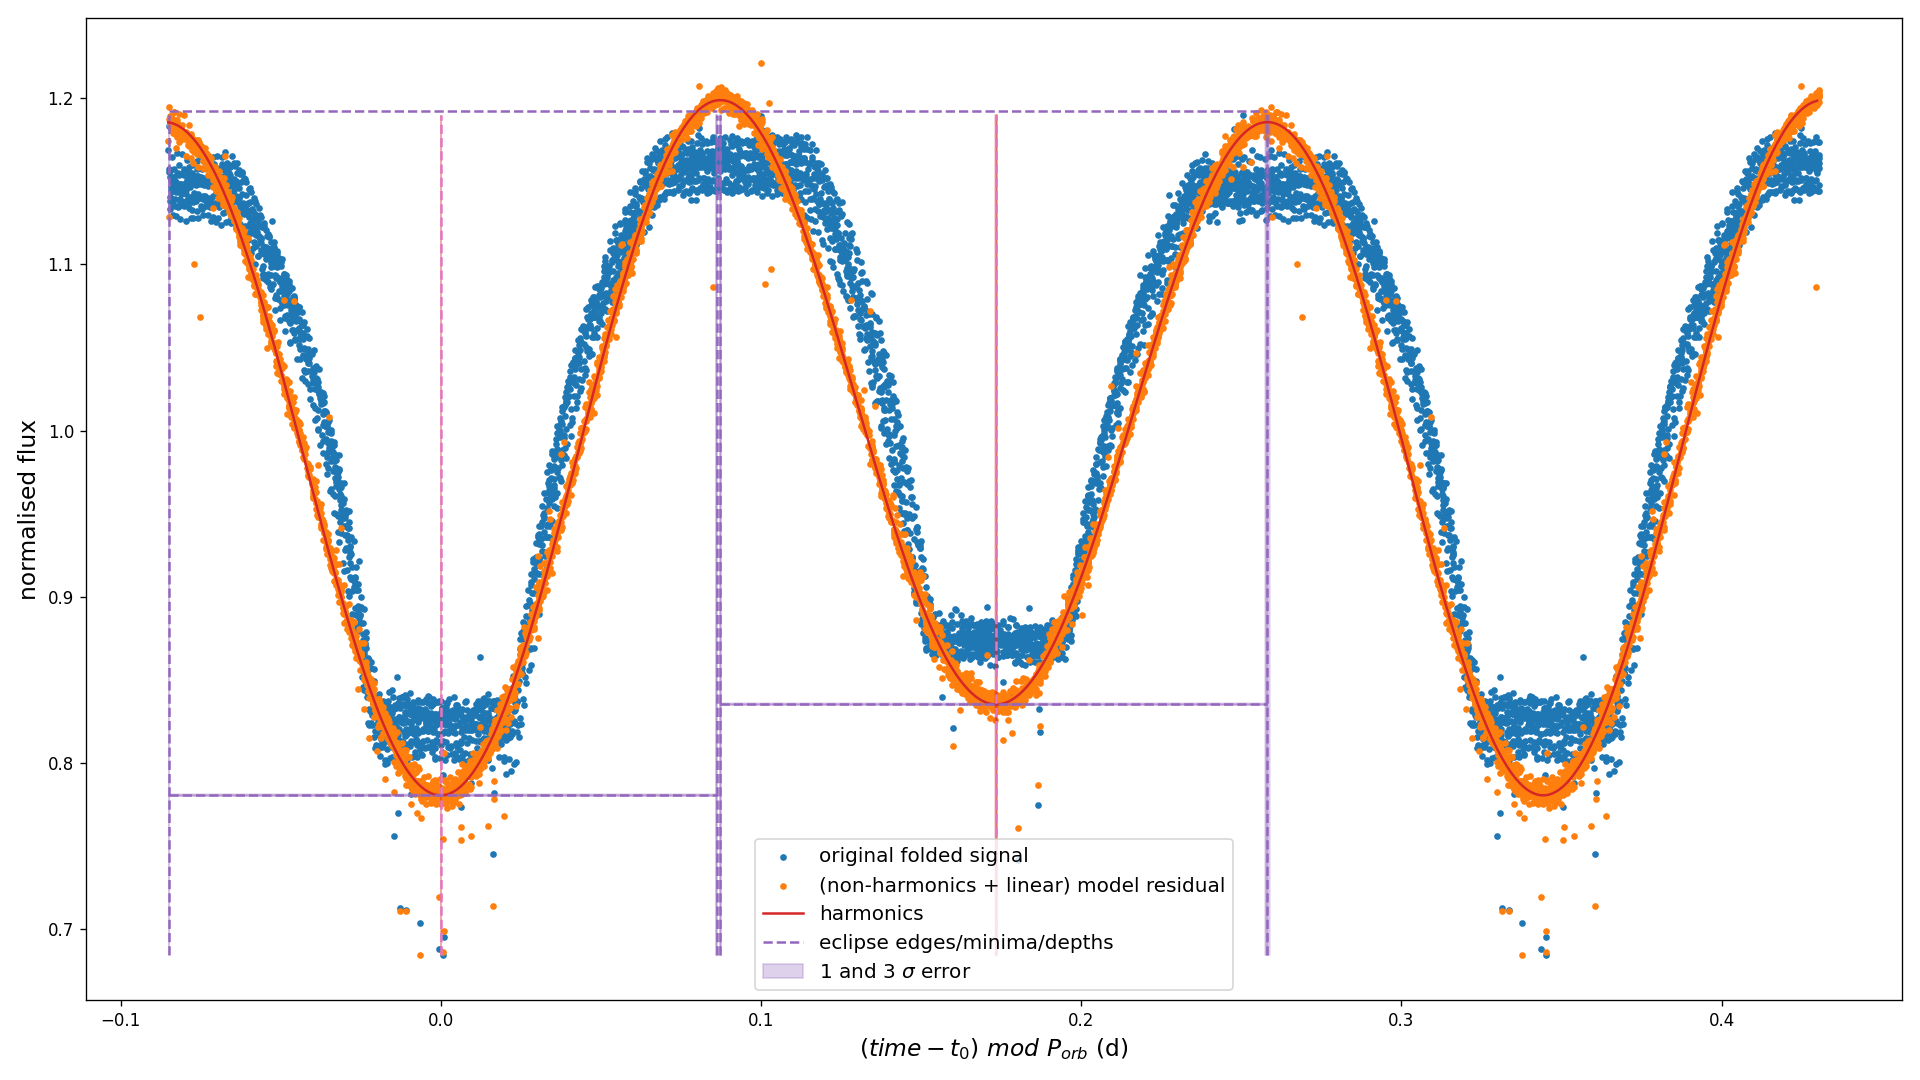 normalised flux
1.2
1.1
1.0
0.9
0.8
0.7
original folded signal
(non-harmonics + linear) model residual
harmonics
eclipse edges/minima/depths
1 and 3 σ error
−0.1 0.0 0.1 0.2 0.3 0.4
(time − t₀) mod Pₒᵣb (d)